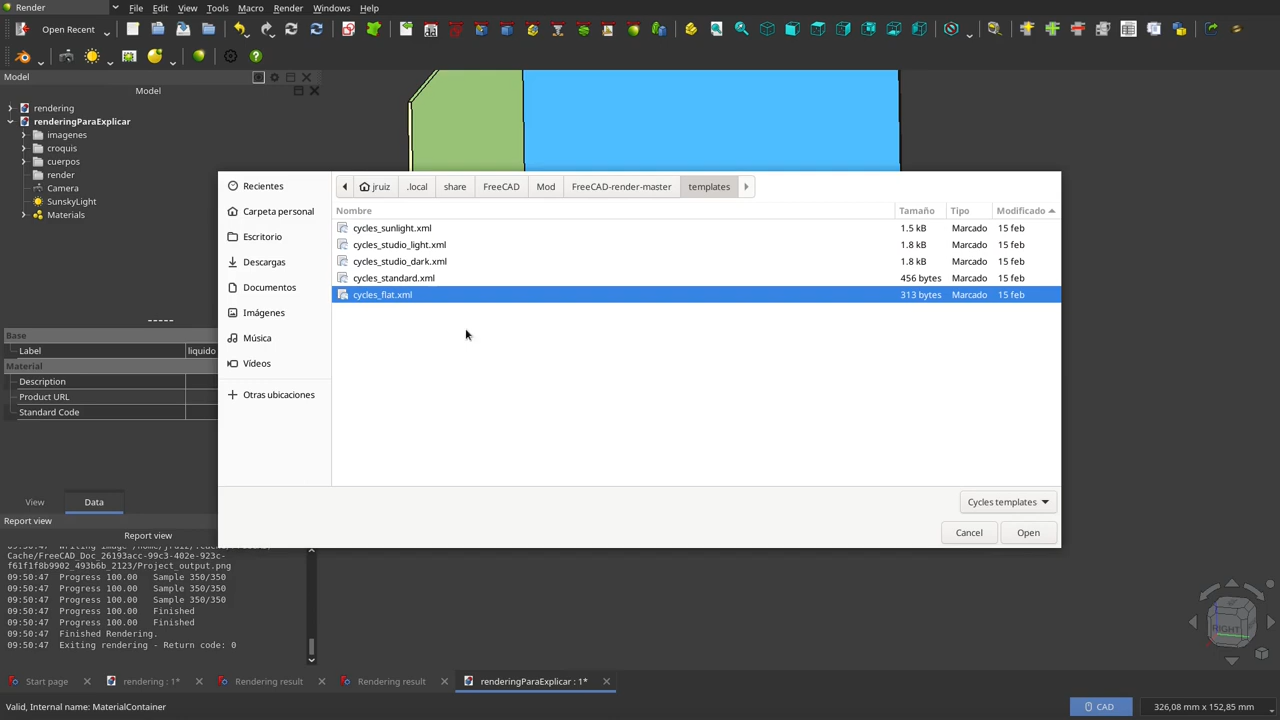 Render
File Edit View Tools Macro Render Windows Help
Open Recent
Model
Model
rendering
renderingParaExplicar
imagenes
croquis
cuerpos
render
Camera
SunskyLight
Materials
Base
Label liquido
Material
Description
Product URL
Standard Code
View Data
Report view
Report view
Cache/FreeCAD_Doc_26193acc-99c3-402e-923c-
f61f1f8b9902_493b6b_2123/Project_output.png
09:50:47 Progress 100.00 Sample 350/350
09:50:47 Progress 100.00 Sample 350/350
09:50:47 Progress 100.00 Sample 350/350
09:50:47 Progress 100.00 Finished
09:50:47 Progress 100.00 Finished
09:50:47 Finished Rendering.
09:50:47 Exiting rendering - Return code: 0
Recientes
Carpeta personal
Escritorio
Descargas
Documentos
Imágenes
Música
Vídeos
Otras ubicaciones
jruiz .local share FreeCAD Mod FreeCAD-render-master templates
Nombre Tamaño Tipo Modificado
cycles_sunlight.xml 1.5 kB Marcado 15 feb
cycles_studio_light.xml 1.8 kB Marcado 15 feb
cycles_studio_dark.xml 1.8 kB Marcado 15 feb
cycles_standard.xml 456 bytes Marcado 15 feb
cycles_flat.xml 313 bytes Marcado 15 feb
Cycles templates
Cancel Open
RIGHT
Start page rendering : 1* Rendering result Rendering result renderingParaExplicar : 1*
Valid, Internal name: MaterialContainer
CAD 326,08 mm x 152,85 mm